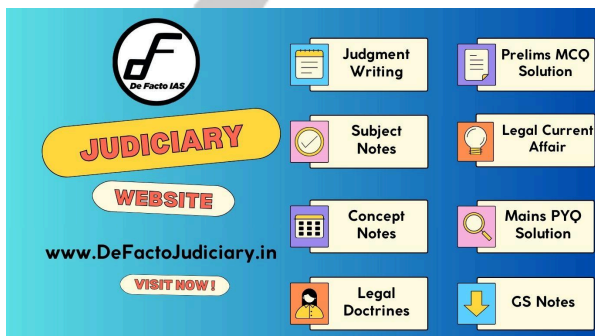 De Facto IAS
JUDICIARY
WEBSITE
www.DeFactoJudiciary.in
VISIT NOW !
Judgment
Writing
Prelims MCQ
Solution
Subject
Notes
Legal Current
Affair
Concept
Notes
Mains PYQ
Solution
Legal
Doctrines
GS Notes